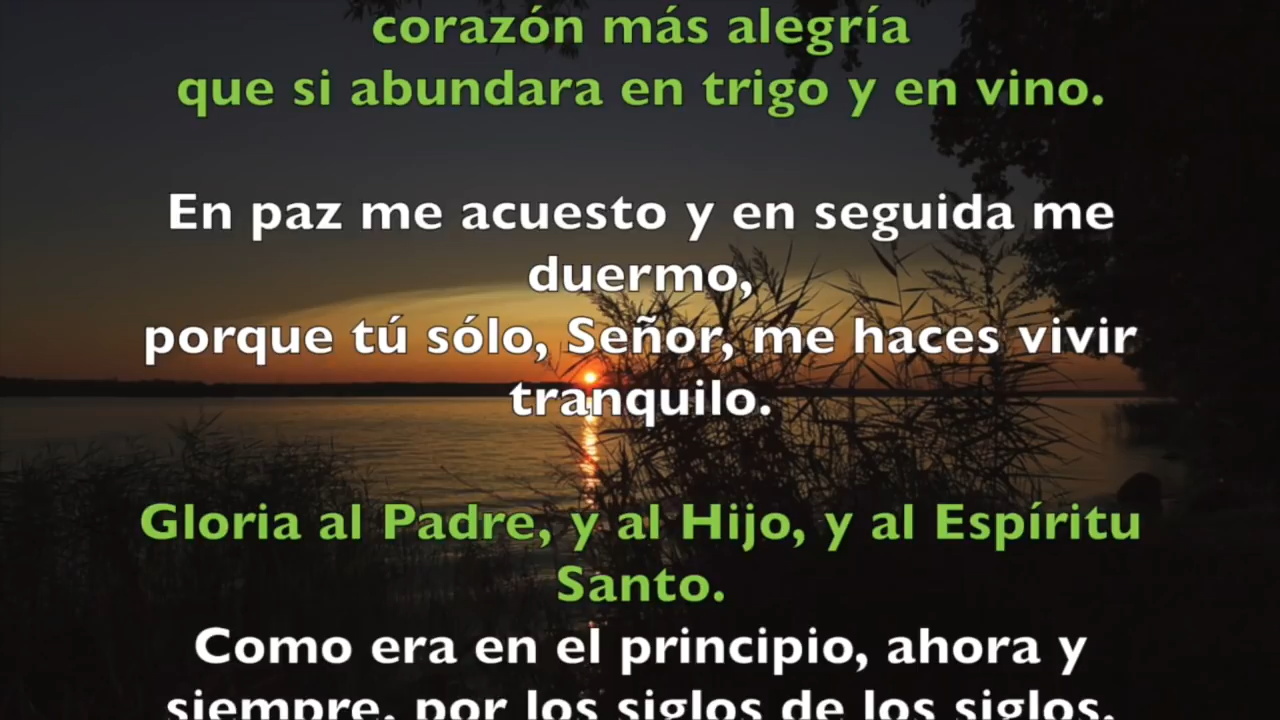 corazón más alegría
que si abundara en trigo y en vino.
En paz me acuesto y en seguida me
duermo,
porque tú sólo, Señor, me haces vivir
tranquilo.
Gloria al Padre, y al Hijo, y al Espíritu
Santo.
Como era en el principio, ahora y
siempre, por los siglos de los siglos.